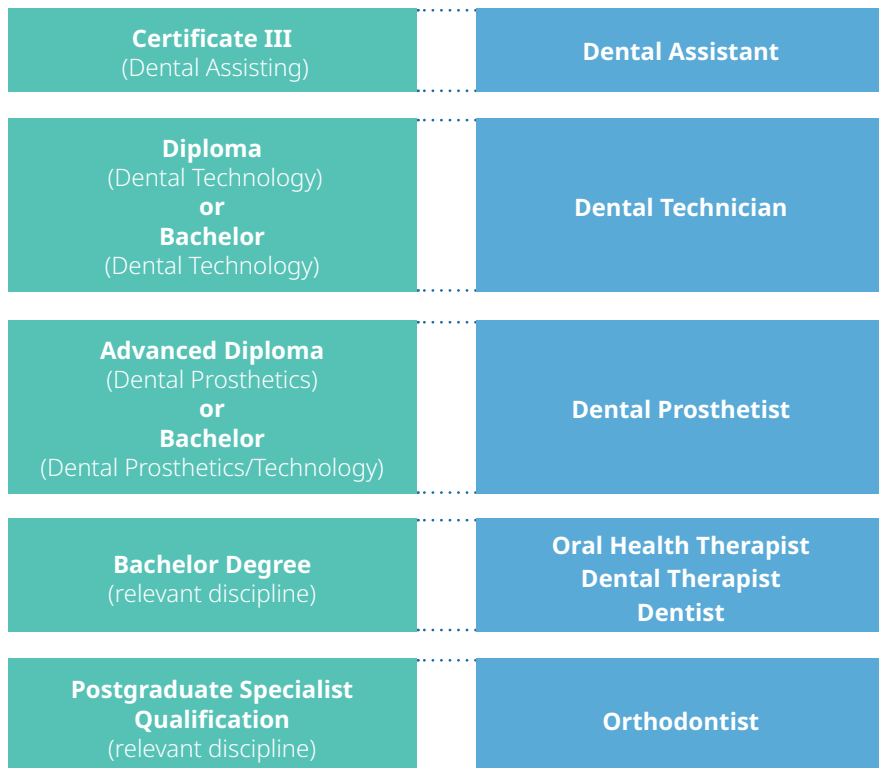 Certificate III
(Dental Assisting)
Dental Assistant
Diploma
(Dental Technology)
or
Bachelor
(Dental Technology)
Dental Technician
Advanced Diploma
(Dental Prosthetics)
or
Bachelor
(Dental Prosthetics/Technology)
Dental Prosthetist
Bachelor Degree
(relevant discipline)
Oral Health Therapist
Dental Therapist
Dentist
Postgraduate Specialist
Qualification
(relevant discipline)
Orthodontist